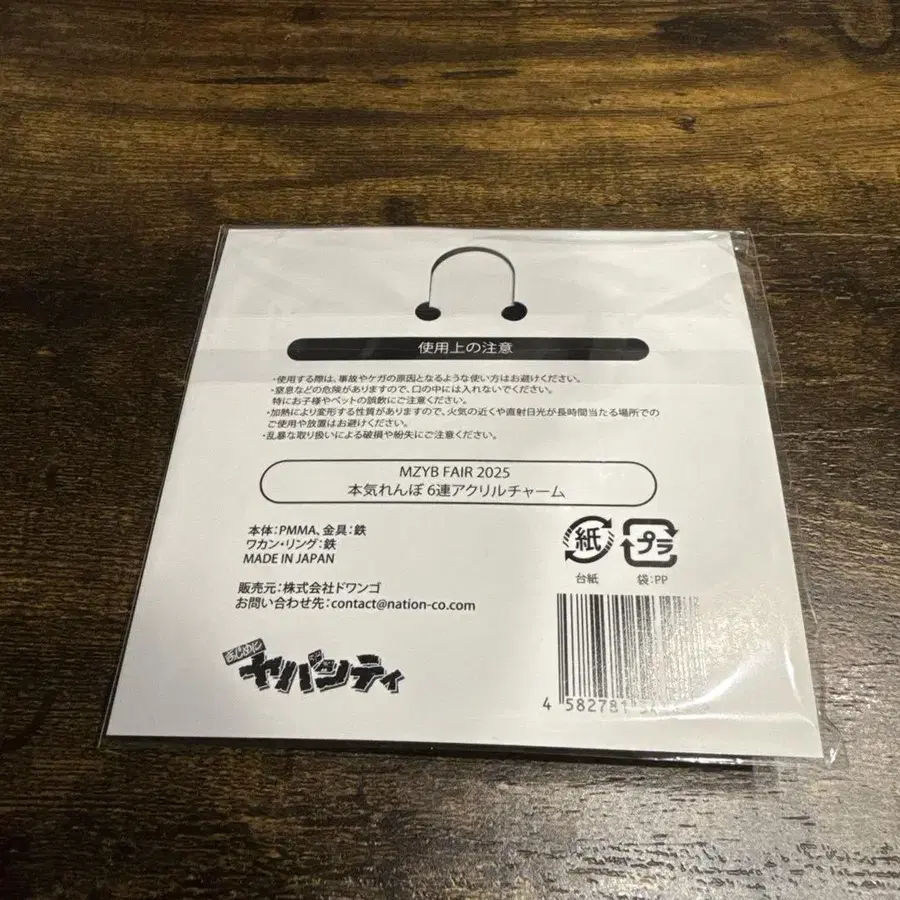 使用上の注意
・使用する際は、事故やケガの原因となるような使い方はお避けください。
・窒息などの危険がありますので、口の中には入れないでください。
特にお子様やペットの誤飲にご注意ください。
・加熱により変形する性質がありますので、火気の近くや直射日光が長時間当たる場所での
ご使用や放置はお避けください。
・乱暴な取り扱いによる破損や紛失にご注意ください。
MZYB FAIR 2025
本気れんぼ 6連アクリルチャーム
本体：PMMA、金具：鉄
ワカン・リング：鉄
MADE IN JAPAN
販売元：株式会社ドワンゴ
お問い合わせ先：contact@nation-co.com
紙
プラ
台紙
袋：PP
まじめに
ヤバシティ
4 582781